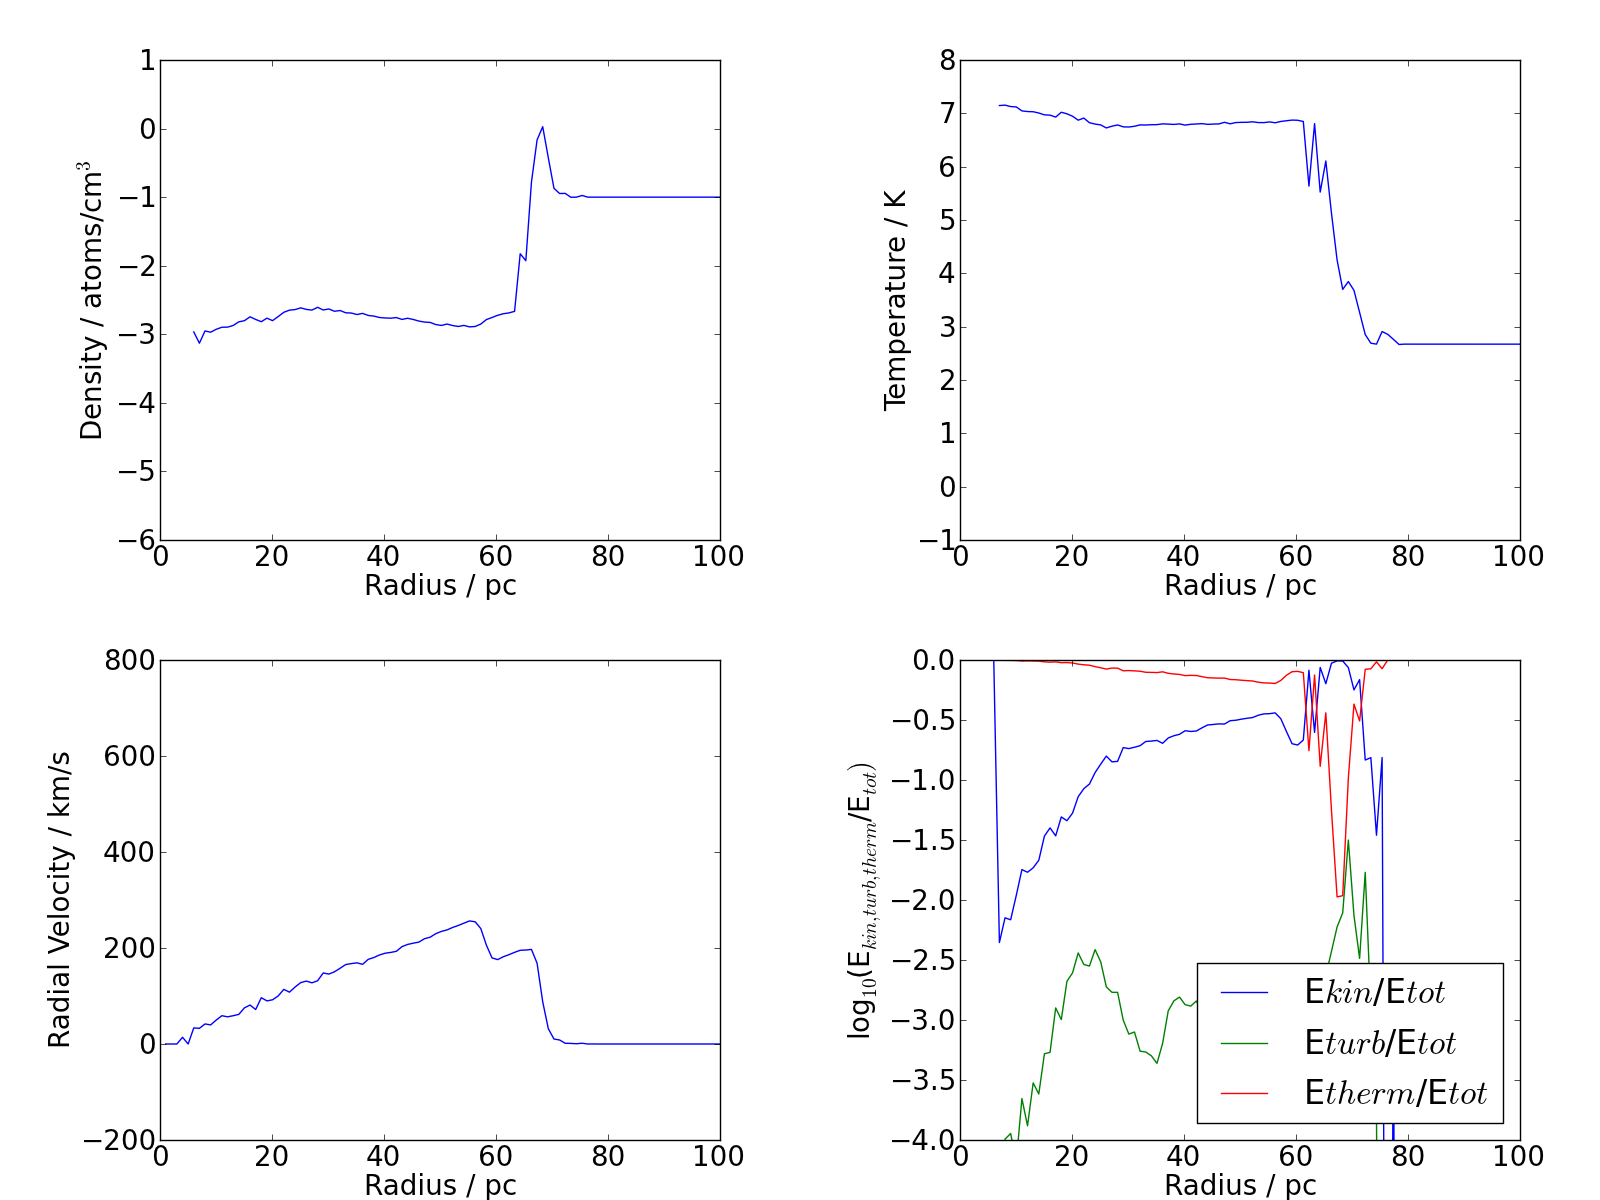 1
0
−1
−2
−3
−4
−5
−6
Density / atoms/cm³
0 20 40 60 80 100
Radius / pc
8
7
6
5
4
3
2
1
0
−1
Temperature / K
0 20 40 60 80 100
Radius / pc
800
600
400
200
0
−200
Radial Velocity / km/s
0 20 40 60 80 100
Radius / pc
0.0
−0.5
−1.0
−1.5
−2.0
−2.5
−3.0
−3.5
−4.0
log₁₀(E_kin,turb,therm/E_tot)
Ekin/Etot
Eturb/Etot
Etherm/Etot
0 20 40 60 80 100
Radius / pc